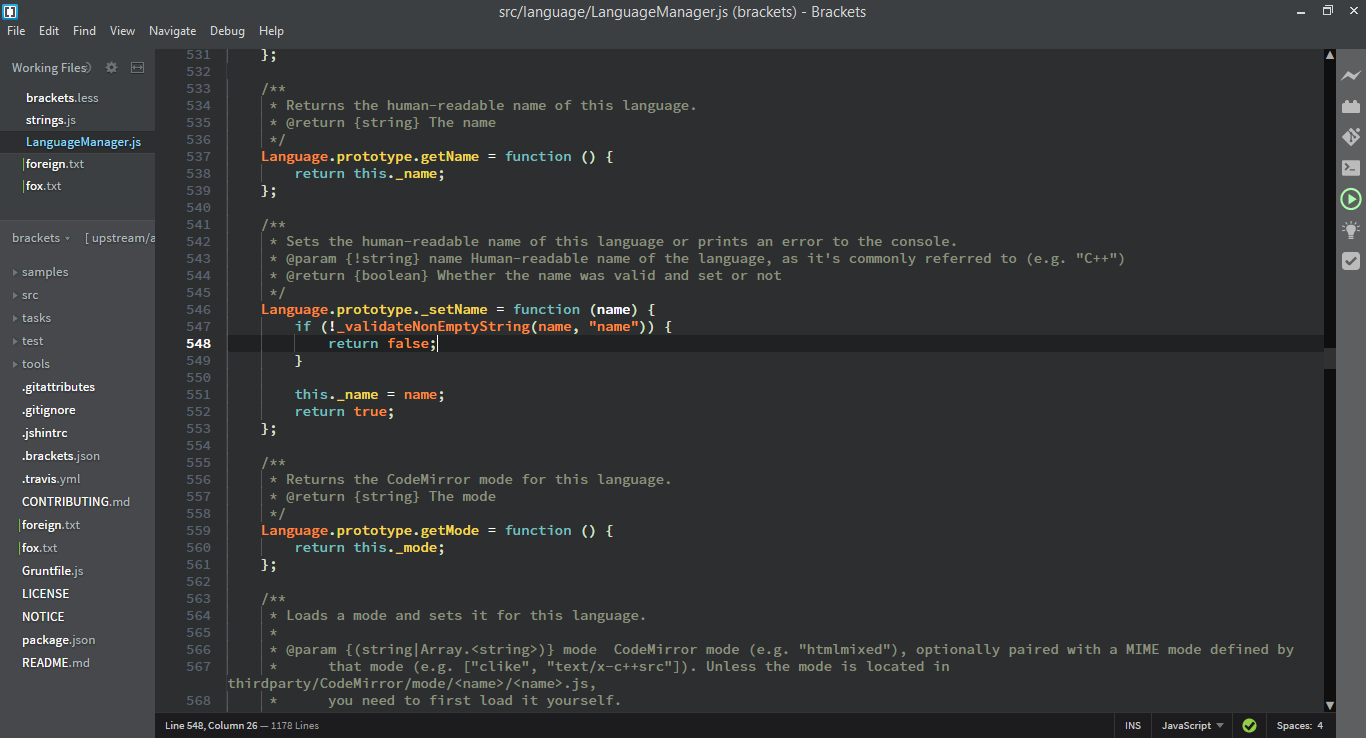 src/language/LanguageManager.js (brackets) - Brackets
File Edit Find View Navigate Debug Help
Working Files
brackets.less
strings.js
LanguageManager.js
foreign.txt
fox.txt
brackets [ upstream/a
samples
src
tasks
test
tools
.gitattributes
.gitignore
.jshintrc
.brackets.json
.travis.yml
CONTRIBUTING.md
foreign.txt
fox.txt
Gruntfile.js
LICENSE
NOTICE
package.json
README.md
531 };
532
533 /**
534 * Returns the human-readable name of this language.
535 * @return {string} The name
536 */
537 Language.prototype.getName = function () {
538 return this._name;
539 };
540
541 /**
542 * Sets the human-readable name of this language or prints an error to the console.
543 * @param {!string} name Human-readable name of the language, as it's commonly referred to (e.g. "C++")
544 * @return {boolean} Whether the name was valid and set or not
545 */
546 Language.prototype._setName = function (name) {
547 if (!_validateNonEmptyString(name, "name")) {
548 return false;
549 }
550
551 this._name = name;
552 return true;
553 };
554
555 /**
556 * Returns the CodeMirror mode for this language.
557 * @return {string} The mode
558 */
559 Language.prototype.getMode = function () {
560 return this._mode;
561 };
562
563 /**
564 * Loads a mode and sets it for this language.
565 *
566 * @param {(string|Array.<string>)} mode  CodeMirror mode (e.g. "htmlmixed"), optionally paired with a MIME mode defined by
567 * that mode (e.g. ["clike", "text/x-c++src"]). Unless the mode is located in
thirdparty/CodeMirror/mode/<name>/<name>.js,
568 * you need to first load it yourself.
Line 548, Column 26 — 1178 Lines
INS JavaScript Spaces: 4